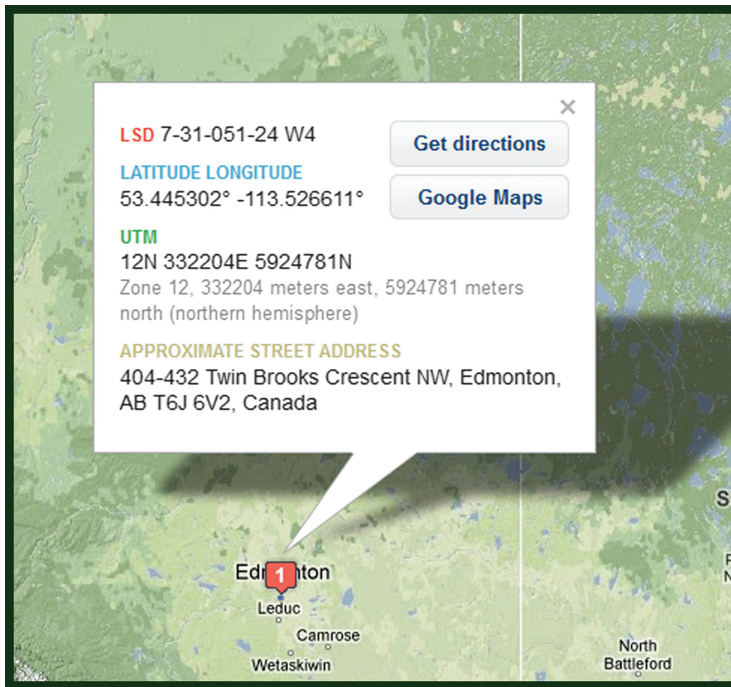 ×
LSD 7-31-051-24 W4
Get directions
LATITUDE LONGITUDE
53.445302° -113.526611°
Google Maps
UTM
12N 332204E 5924781N
Zone 12, 332204 meters east, 5924781 meters
north (northern hemisphere)
APPROXIMATE STREET ADDRESS
404-432 Twin Brooks Crescent NW, Edmonton,
AB T6J 6V2, Canada
S
1
Leduc
Camrose
Wetaskiwin
North
Battleford